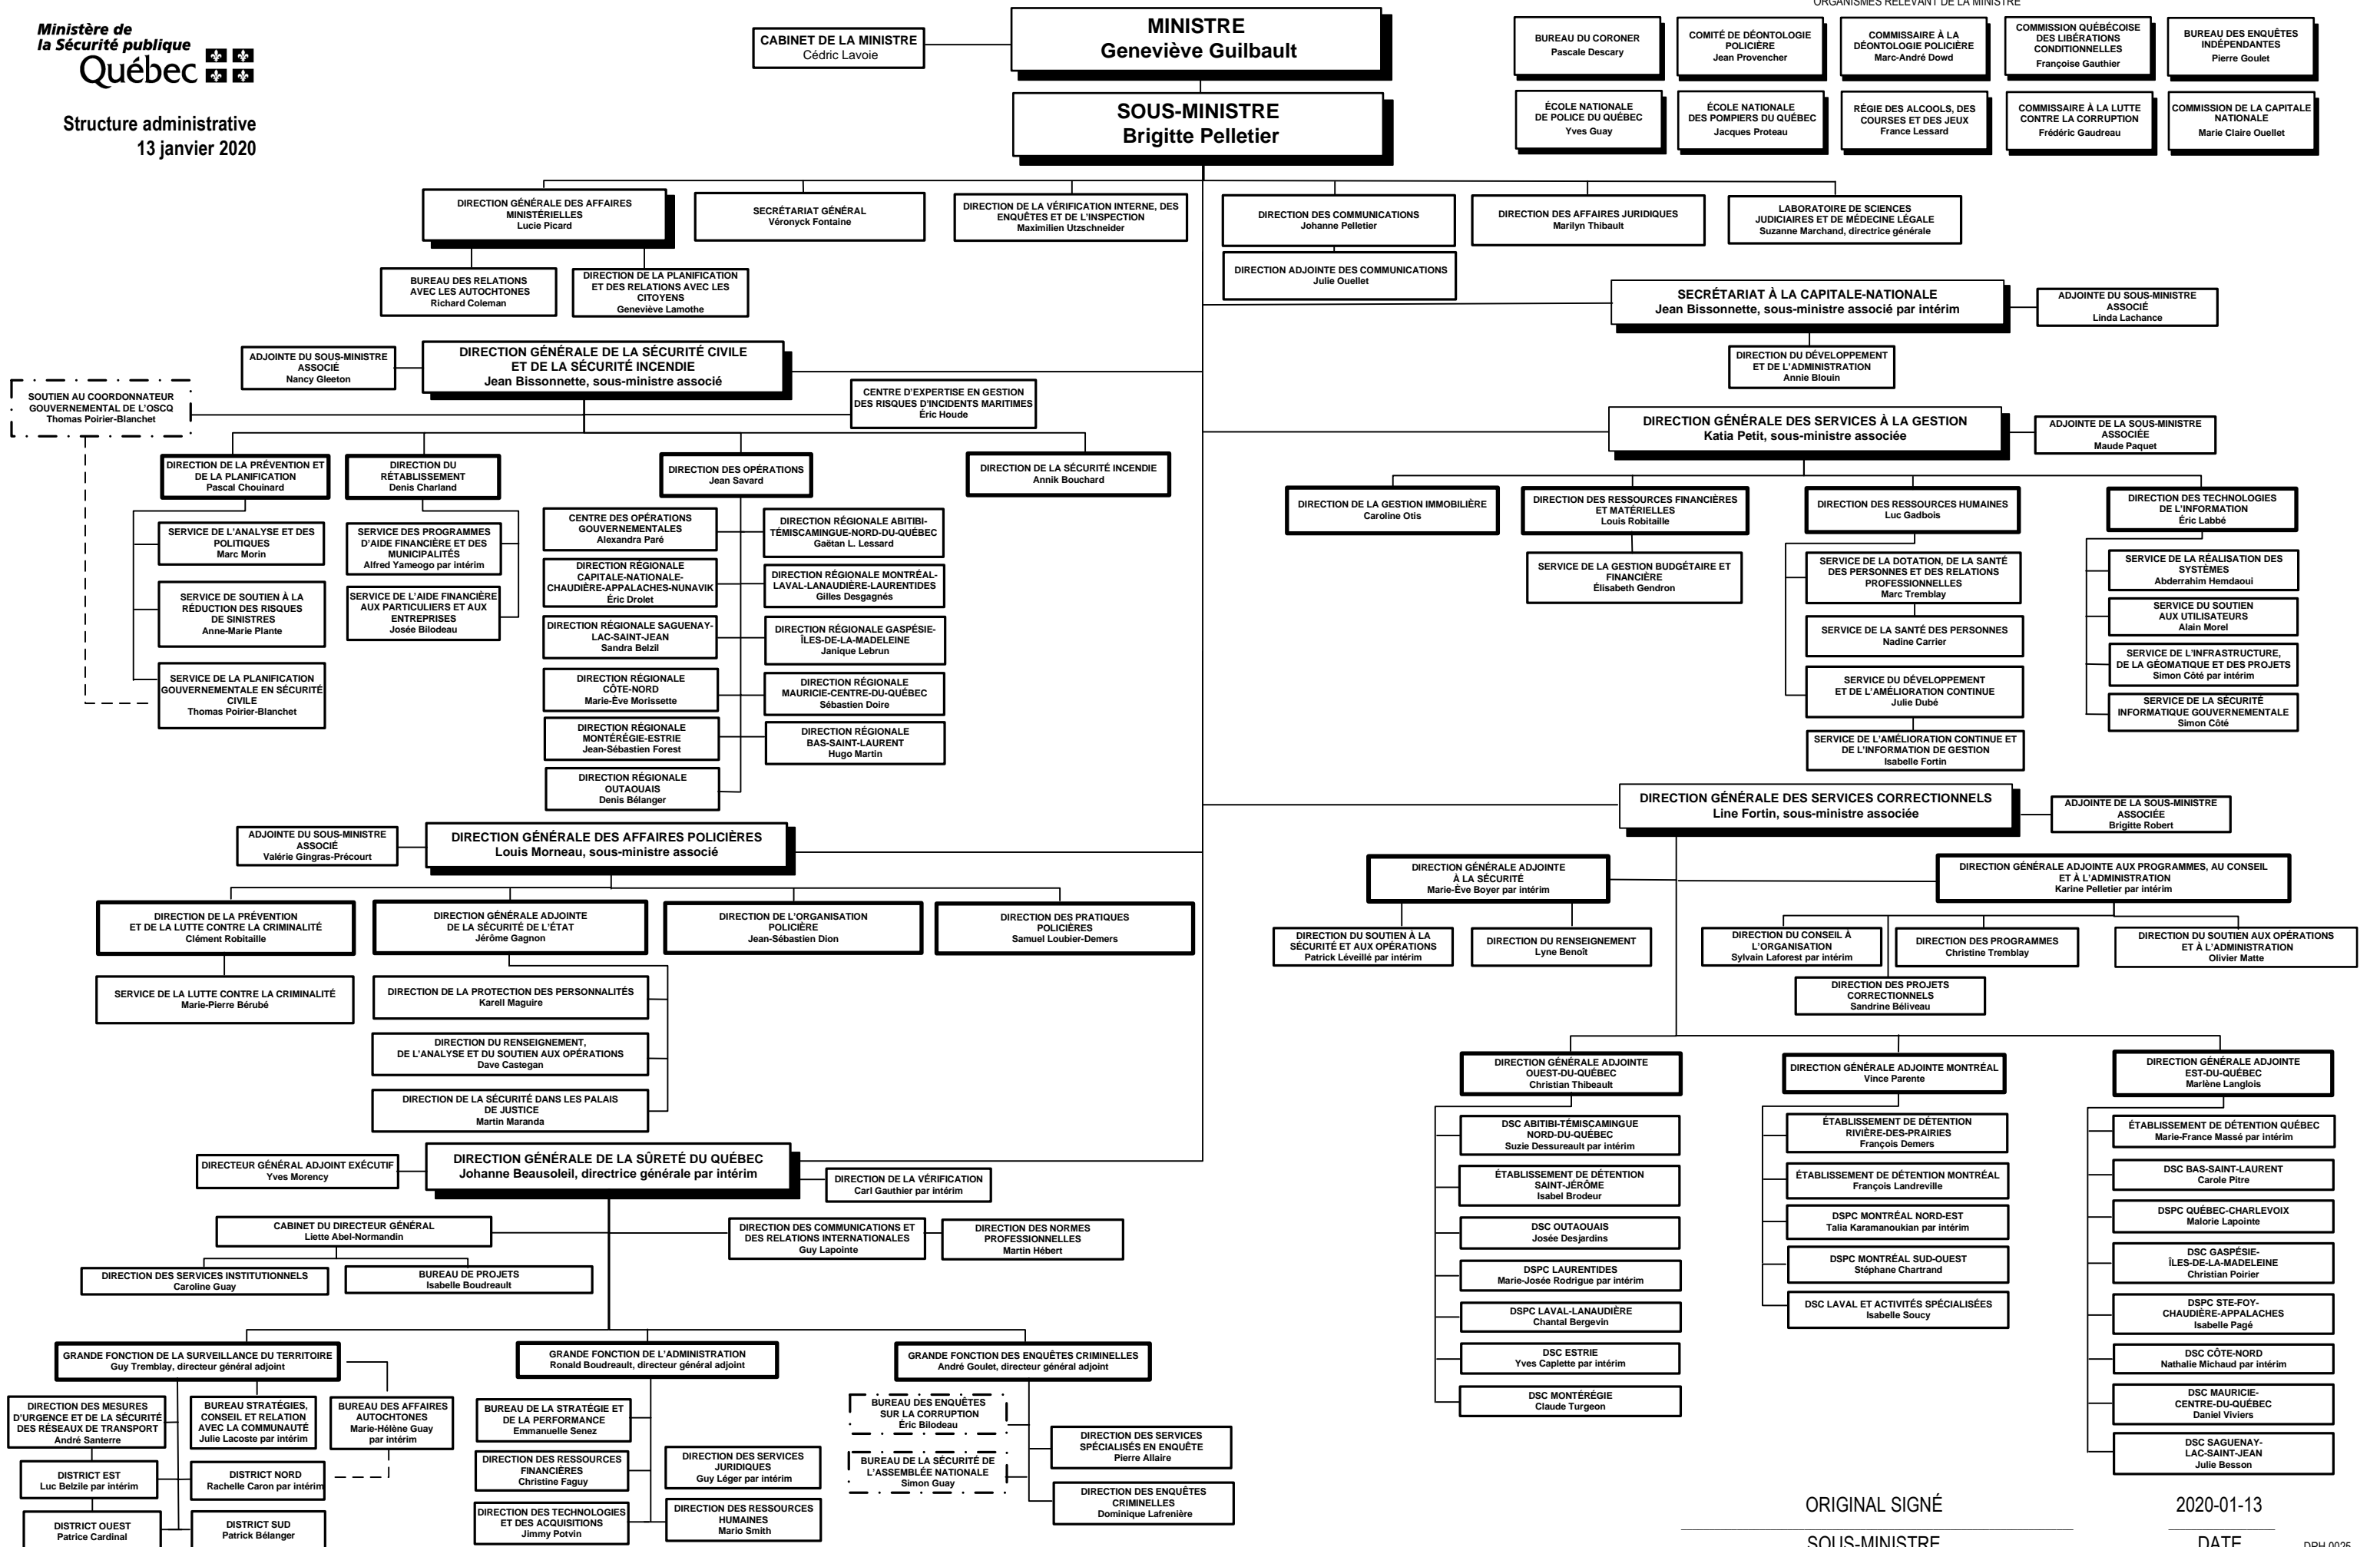 Ministère de
la Sécurité publique
Québec
Structure administrative
13 janvier 2020
CABINET DE LA MINISTRE
Cédric Lavoie
MINISTRE
Geneviève Guilbault
SOUS-MINISTRE
Brigitte Pelletier
ORGANISMES RELEVANT DE LA MINISTRE
BUREAU DU CORONER
Pascale Descary
COMITÉ DE DÉONTOLOGIE
POLICIÈRE
Jean Provencher
COMMISSAIRE À LA
DÉONTOLOGIE POLICIÈRE
Marc-André Dowd
COMMISSION QUÉBÉCOISE
DES LIBÉRATIONS
CONDITIONNELLES
Françoise Gauthier
BUREAU DES ENQUÊTES
INDÉPENDANTES
Pierre Goulet
ÉCOLE NATIONALE
DE POLICE DU QUÉBEC
Yves Guay
ÉCOLE NATIONALE
DES POMPIERS DU QUÉBEC
Jacques Proteau
RÉGIE DES ALCOOLS, DES
COURSES ET DES JEUX
France Lessard
COMMISSAIRE À LA LUTTE
CONTRE LA CORRUPTION
Frédéric Gaudreau
COMMISSION DE LA CAPITALE
NATIONALE
Marie Claire Ouellet
DIRECTION GÉNÉRALE DES AFFAIRES
MINISTÉRIELLES
Lucie Picard
SECRÉTARIAT GÉNÉRAL
Véronyck Fontaine
DIRECTION DE LA VÉRIFICATION INTERNE, DES
ENQUÊTES ET DE L'INSPECTION
Maximilien Utzschneider
DIRECTION DES COMMUNICATIONS
Johanne Pelletier
DIRECTION DES AFFAIRES JURIDIQUES
Marilyn Thibault
LABORATOIRE DE SCIENCES
JUDICIAIRES ET DE MÉDECINE LÉGALE
Suzanne Marchand, directrice générale
BUREAU DES RELATIONS
AVEC LES AUTOCHTONES
Richard Coleman
DIRECTION DE LA PLANIFICATION
ET DES RELATIONS AVEC LES
CITOYENS
Geneviève Lamothe
DIRECTION ADJOINTE DES COMMUNICATIONS
Julie Ouellet
SECRÉTARIAT À LA CAPITALE-NATIONALE
Jean Bissonnette, sous-ministre associé par intérim
ADJOINTE DU SOUS-MINISTRE
ASSOCIÉ
Linda Lachance
DIRECTION DU DÉVELOPPEMENT
ET DE L'ADMINISTRATION
Annie Blouin
ADJOINTE DU SOUS-MINISTRE
ASSOCIÉ
Nancy Gleeton
DIRECTION GÉNÉRALE DE LA SÉCURITÉ CIVILE
ET DE LA SÉCURITÉ INCENDIE
Jean Bissonnette, sous-ministre associé
SOUTIEN AU COORDONNATEUR
GOUVERNEMENTAL DE L'OSCQ
Thomas Poirier-Blanchet
CENTRE D'EXPERTISE EN GESTION
DES RISQUES D'INCIDENTS MARITIMES
Éric Houde
DIRECTION DE LA PRÉVENTION ET
DE LA PLANIFICATION
Pascal Chouinard
DIRECTION DU
RÉTABLISSEMENT
Denis Charland
DIRECTION DES OPÉRATIONS
Jean Savard
DIRECTION DE LA SÉCURITÉ INCENDIE
Annik Bouchard
SERVICE DE L'ANALYSE ET DES
POLITIQUES
Marc Morin
SERVICE DE SOUTIEN À LA
RÉDUCTION DES RISQUES
DE SINISTRES
Anne-Marie Plante
SERVICE DE LA PLANIFICATION
GOUVERNEMENTALE EN SÉCURITÉ
CIVILE
Thomas Poirier-Blanchet
SERVICE DES PROGRAMMES
D'AIDE FINANCIÈRE ET DES
MUNICIPALITÉS
Alfred Yameogo par intérim
SERVICE DE L'AIDE FINANCIÈRE
AUX PARTICULIERS ET AUX
ENTREPRISES
Josée Bilodeau
CENTRE DES OPÉRATIONS
GOUVERNEMENTALES
Alexandra Paré
DIRECTION RÉGIONALE ABITIBI-
TÉMISCAMINGUE-NORD-DU-QUÉBEC
Gaëtan L. Lessard
DIRECTION RÉGIONALE
CAPITALE-NATIONALE-
CHAUDIÈRE-APPALACHES-NUNAVIK
Éric Drolet
DIRECTION RÉGIONALE MONTRÉAL-
LAVAL-LANAUDIÈRE-LAURENTIDES
Gilles Desgagnés
DIRECTION RÉGIONALE SAGUENAY-
LAC-SAINT-JEAN
Sandra Belzil
DIRECTION RÉGIONALE GASPÉSIE-
ÎLES-DE-LA-MADELEINE
Janique Lebrun
DIRECTION RÉGIONALE
CÔTE-NORD
Marie-Ève Morissette
DIRECTION RÉGIONALE
MAURICIE-CENTRE-DU-QUÉBEC
Sébastien Doire
DIRECTION RÉGIONALE
MONTÉRÉGIE-ESTRIE
Jean-Sébastien Forest
DIRECTION RÉGIONALE
BAS-SAINT-LAURENT
Hugo Martin
DIRECTION RÉGIONALE
OUTAOUAIS
Denis Bélanger
DIRECTION GÉNÉRALE DES SERVICES À LA GESTION
Katia Petit, sous-ministre associée
ADJOINTE DE LA SOUS-MINISTRE
ASSOCIÉE
Maude Paquet
DIRECTION DE LA GESTION IMMOBILIÈRE
Caroline Otis
DIRECTION DES RESSOURCES FINANCIÈRES
ET MATÉRIELLES
Louis Robitaille
DIRECTION DES RESSOURCES HUMAINES
Luc Gadbois
DIRECTION DES TECHNOLOGIES
DE L'INFORMATION
Éric Labbé
SERVICE DE LA GESTION BUDGÉTAIRE ET
FINANCIÈRE
Élisabeth Gendron
SERVICE DE LA DOTATION, DE LA SANTÉ
DES PERSONNES ET DES RELATIONS
PROFESSIONNELLES
Marc Tremblay
SERVICE DE LA SANTÉ DES PERSONNES
Nadine Carrier
SERVICE DU DÉVELOPPEMENT
ET DE L'AMÉLIORATION CONTINUE
Julie Dubé
SERVICE DE L'AMÉLIORATION CONTINUE ET
DE L'INFORMATION DE GESTION
Isabelle Fortin
SERVICE DE LA RÉALISATION DES
SYSTÈMES
Abderrahim Hemdaoui
SERVICE DU SOUTIEN
AUX UTILISATEURS
Alain Morel
SERVICE DE L'INFRASTRUCTURE,
DE LA GÉOMATIQUE ET DES PROJETS
Simon Côté par intérim
SERVICE DE LA SÉCURITÉ
INFORMATIQUE GOUVERNEMENTALE
Simon Côté
ADJOINTE DU SOUS-MINISTRE
ASSOCIÉ
Valérie Gingras-Précourt
DIRECTION GÉNÉRALE DES AFFAIRES POLICIÈRES
Louis Morneau, sous-ministre associé
DIRECTION DE LA PRÉVENTION
ET DE LA LUTTE CONTRE LA CRIMINALITÉ
Clément Robitaille
DIRECTION GÉNÉRALE ADJOINTE
DE LA SÉCURITÉ DE L'ÉTAT
Jérôme Gagnon
DIRECTION DE L'ORGANISATION
POLICIÈRE
Jean-Sébastien Dion
DIRECTION DES PRATIQUES
POLICIÈRES
Samuel Loubier-Demers
SERVICE DE LA LUTTE CONTRE LA CRIMINALITÉ
Marie-Pierre Bérubé
DIRECTION DE LA PROTECTION DES PERSONNALITÉS
Karell Maguire
DIRECTION DU RENSEIGNEMENT,
DE L'ANALYSE ET DU SOUTIEN AUX OPÉRATIONS
Dave Castegan
DIRECTION DE LA SÉCURITÉ DANS LES PALAIS
DE JUSTICE
Martin Maranda
DIRECTION GÉNÉRALE DES SERVICES CORRECTIONNELS
Line Fortin, sous-ministre associée
ADJOINTE DE LA SOUS-MINISTRE
ASSOCIÉE
Brigitte Robert
DIRECTION GÉNÉRALE ADJOINTE
À LA SÉCURITÉ
Marie-Ève Boyer par intérim
DIRECTION GÉNÉRALE ADJOINTE AUX PROGRAMMES, AU CONSEIL
ET À L'ADMINISTRATION
Karine Pelletier par intérim
DIRECTION DU SOUTIEN À LA
SÉCURITÉ ET AUX OPÉRATIONS
Patrick Léveillé par intérim
DIRECTION DU RENSEIGNEMENT
Lyne Benoît
DIRECTION DU CONSEIL À
L'ORGANISATION
Sylvain Laforest par intérim
DIRECTION DES PROGRAMMES
Christine Tremblay
DIRECTION DU SOUTIEN AUX OPÉRATIONS
ET À L'ADMINISTRATION
Olivier Matte
DIRECTION DES PROJETS
CORRECTIONNELS
Sandrine Béliveau
DIRECTION GÉNÉRALE ADJOINTE
OUEST-DU-QUÉBEC
Christian Thibeault
DIRECTION GÉNÉRALE ADJOINTE MONTRÉAL
Vince Parente
DIRECTION GÉNÉRALE ADJOINTE
EST-DU-QUÉBEC
Marlène Langlois
DSC ABITIBI-TÉMISCAMINGUE
NORD-DU-QUÉBEC
Suzie Dessureault par intérim
ÉTABLISSEMENT DE DÉTENTION
SAINT-JÉRÔME
Isabel Brodeur
DSC OUTAOUAIS
Josée Desjardins
DSPC LAURENTIDES
Marie-Josée Rodrigue par intérim
DSPC LAVAL-LANAUDIÈRE
Chantal Bergevin
DSC ESTRIE
Yves Caplette par intérim
DSC MONTÉRÉGIE
Claude Turgeon
ÉTABLISSEMENT DE DÉTENTION
RIVIÈRE-DES-PRAIRIES
François Demers
ÉTABLISSEMENT DE DÉTENTION MONTRÉAL
François Landreville
DSPC MONTRÉAL NORD-EST
Talia Karamanoukian par intérim
DSPC MONTRÉAL SUD-OUEST
Stéphane Chartrand
DSC LAVAL ET ACTIVITÉS SPÉCIALISÉES
Isabelle Soucy
ÉTABLISSEMENT DE DÉTENTION QUÉBEC
Marie-France Massé par intérim
DSC BAS-SAINT-LAURENT
Carole Pitre
DSPC QUÉBEC-CHARLEVOIX
Malorie Lapointe
DSC GASPÉSIE-
ÎLES-DE-LA-MADELEINE
Christian Poirier
DSPC STE-FOY-
CHAUDIÈRE-APPALACHES
Isabelle Pagé
DSC CÔTE-NORD
Nathalie Michaud par intérim
DSC MAURICIE-
CENTRE-DU-QUÉBEC
Daniel Viviers
DSC SAGUENAY-
LAC-SAINT-JEAN
Julie Besson
DIRECTEUR GÉNÉRAL ADJOINT EXÉCUTIF
Yves Morency
DIRECTION GÉNÉRALE DE LA SÛRETÉ DU QUÉBEC
Johanne Beausoleil, directrice générale par intérim
DIRECTION DE LA VÉRIFICATION
Carl Gauthier par intérim
CABINET DU DIRECTEUR GÉNÉRAL
Liette Abel-Normandin
DIRECTION DES COMMUNICATIONS ET
DES RELATIONS INTERNATIONALES
Guy Lapointe
DIRECTION DES NORMES
PROFESSIONNELLES
Martin Hébert
DIRECTION DES SERVICES INSTITUTIONNELS
Caroline Guay
BUREAU DE PROJETS
Isabelle Boudreault
GRANDE FONCTION DE LA SURVEILLANCE DU TERRITOIRE
Guy Tremblay, directeur général adjoint
GRANDE FONCTION DE L'ADMINISTRATION
Ronald Boudreault, directeur général adjoint
GRANDE FONCTION DES ENQUÊTES CRIMINELLES
André Goulet, directeur général adjoint
DIRECTION DES MESURES
D'URGENCE ET DE LA SÉCURITÉ
DES RÉSEAUX DE TRANSPORT
André Santerre
BUREAU STRATÉGIES,
CONSEIL ET RELATION
AVEC LA COMMUNAUTÉ
Julie Lacoste par intérim
BUREAU DES AFFAIRES
AUTOCHTONES
Marie-Hélène Guay
par intérim
DISTRICT EST
Luc Belzile par intérim
DISTRICT NORD
Rachelle Caron par intérim
DISTRICT OUEST
Patrice Cardinal
DISTRICT SUD
Patrick Bélanger
BUREAU DE LA STRATÉGIE ET
DE LA PERFORMANCE
Emmanuelle Senez
DIRECTION DES RESSOURCES
FINANCIÈRES
Christine Faguy
DIRECTION DES SERVICES
JURIDIQUES
Guy Léger par intérim
DIRECTION DES TECHNOLOGIES
ET DES ACQUISITIONS
Jimmy Potvin
DIRECTION DES RESSOURCES
HUMAINES
Mario Smith
BUREAU DES ENQUÊTES
SUR LA CORRUPTION
Éric Bilodeau
BUREAU DE LA SÉCURITÉ DE
L'ASSEMBLÉE NATIONALE
Simon Guay
DIRECTION DES SERVICES
SPÉCIALISÉS EN ENQUÊTE
Pierre Allaire
DIRECTION DES ENQUÊTES
CRIMINELLES
Dominique Lafrenière
ORIGINAL SIGNÉ
2020-01-13
SOUS-MINISTRE
DATE
DRH 0025